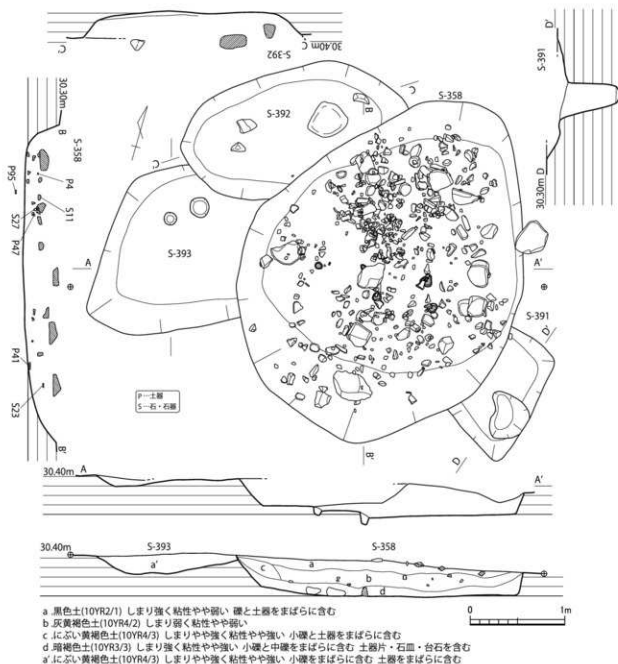 C'
C
30.40m
S-392
D'
S-391
D
30.30m
30.30m
B
S-358
P95
P4
S11
S27
P47
P41
S23
B'
S-392
C
S-358
B
C'
S-393
A
A'
S-391
D'
D
B'
P―土器
S―石・石器
30.40m A
A'
30.40m
S-393
S-358
a'
c
a
b
d
0
1m
a .黒色土(10YR2/1) しまり強く粘性やや弱い 礫と土器をまばらに含む
b .灰黄褐色土(10YR4/2) しまり弱く粘性やや弱い
c .にぶい黄褐色土(10YR4/3) しまりやや強く粘性やや強い 小礫と土器をまばらに含む
d .暗褐色土(10YR3/3) しまり強く粘性やや強い 小礫と中礫をまばらに含む 土器片・石皿・台石を含む
a'.にぶい黄褐色土(10YR4/3) しまりやや強く粘性やや強い 小礫をまばらに含む 土器をまばらに含む